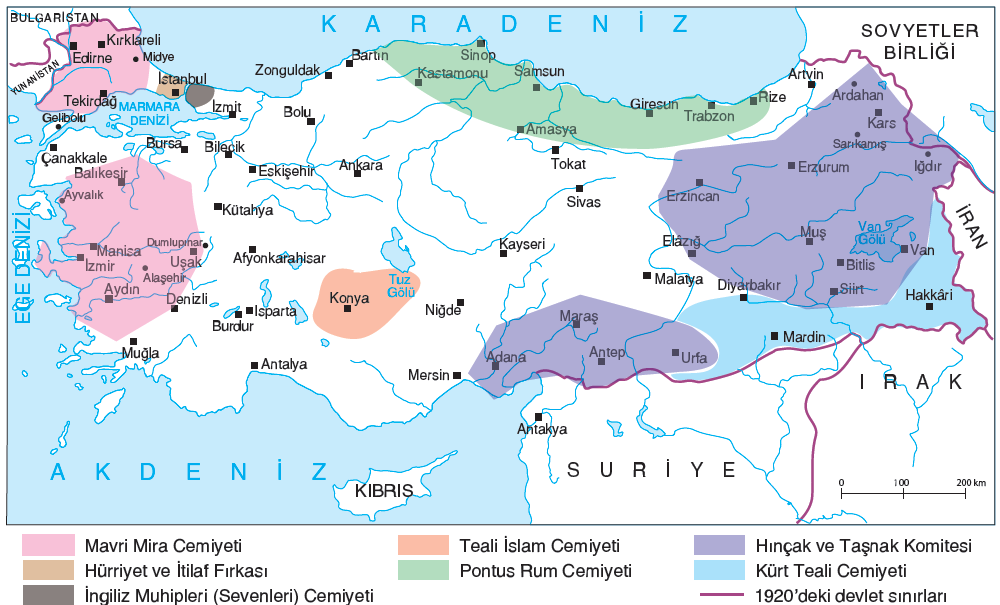 BULGARİSTAN
KARADENİZ
SOVYETLER
BİRLİĞİ
Kırklareli
Edirne
Midye
YUNANİSTAN
Bartın
Sinop
Zonguldak
Kastamonu
Samsun
Artvin
İstanbul
Tekirdağ
MARMARA
DENİZİ
İzmit
Gelibolu
Bolu
Giresun
Trabzon
Rize
Ardahan
Kars
Sarıkamış
Iğdır
Amasya
Tokat
Çanakkale
Bursa
Bilecik
Eskişehir
Ankara
Balıkesir
Ayvalık
Erzurum
Erzincan
Sivas
Kütahya
EGE DENİZİ
Manisa
İzmir
Dumlupınar
Uşak
Alaşehir
Afyonkarahisar
Kayseri
Elazığ
Muş
Van
Gölü
Van
Bitlis
İRAN
Aydın
Denizli
Konya
Tuz
Gölü
Niğde
Malatya
Diyarbakır
Siirt
Hakkâri
Isparta
Burdur
Maraş
Mardin
Muğla
Antalya
Mersin
Adana
Antep
Urfa
IRAK
Antakya
AKDENİZ
SURİYE
KIBRIS
0 100 200 km
Mavri Mira Cemiyeti
Hürriyet ve İtilaf Fırkası
İngiliz Muhipleri (Sevenleri) Cemiyeti
Teali İslam Cemiyeti
Pontus Rum Cemiyeti
Hınçak ve Taşnak Komitesi
Kürt Teali Cemiyeti
1920'deki devlet sınırları